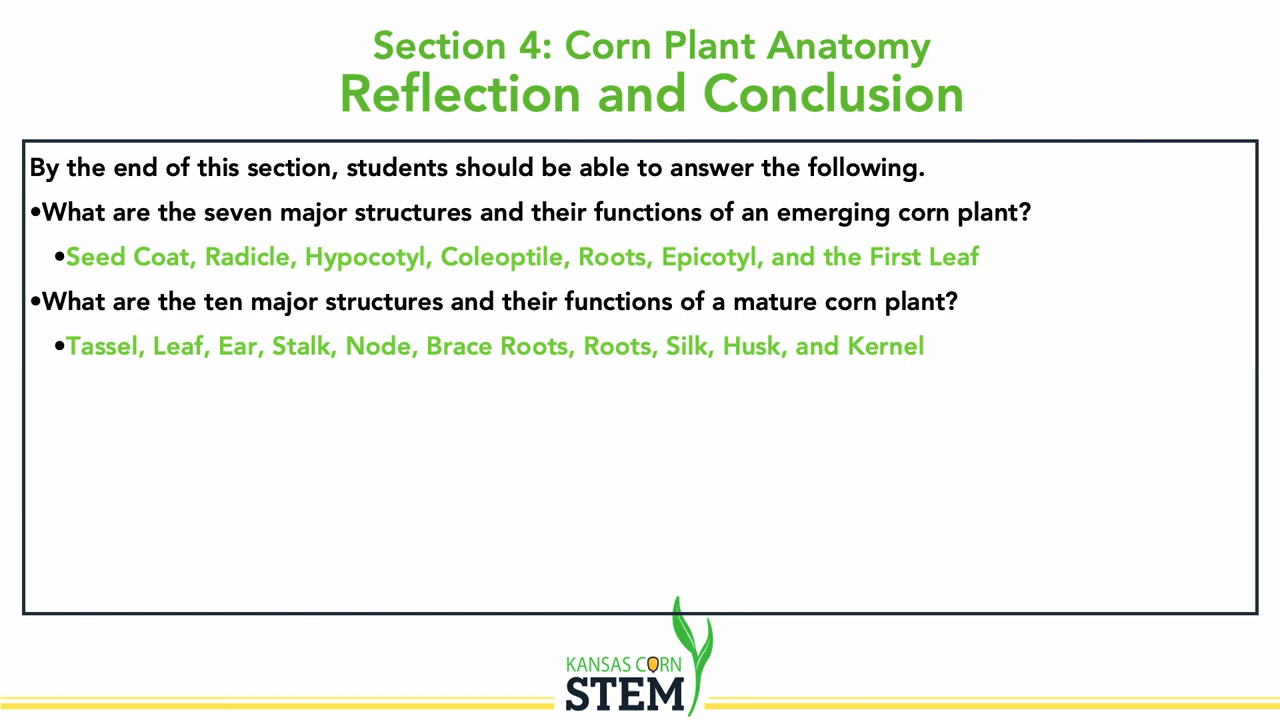 Section 4: Corn Plant Anatomy
Reflection and Conclusion
By the end of this section, students should be able to answer the following.
•What are the seven major structures and their functions of an emerging corn plant?
•Seed Coat, Radicle, Hypocotyl, Coleoptile, Roots, Epicotyl, and the First Leaf
•What are the ten major structures and their functions of a mature corn plant?
•Tassel, Leaf, Ear, Stalk, Node, Brace Roots, Roots, Silk, Husk, and Kernel
KANSAS CORN
STEM